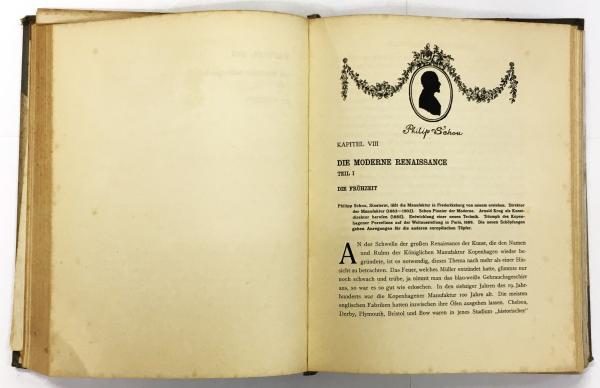 Philip Schou
KAPITEL VIII
DIE MODERNE RENAISSANCE
TEIL I
DIE FRÜHZEIT
Philipp Schou, Staatsrat, läßt die Manufaktur in Frederiksberg von neuem erstehen. Direktor
der Manufaktur (1882—1902). Schou Pionier der Moderne. Arnold Krog als Kunst-
direktor berufen (1885). Entwicklung einer neuen Technik. Triumph des Kopen-
hagener Porzellans auf der Weltausstellung in Paris, 1889. Die neuen Schöpfungen
geben Anregungen für die anderen europäischen Töpfer.
AN der Schwelle der großen Renaissance der Kunst, die den Namen
und Ruhm der Königlichen Manufaktur Kopenhagen wieder be-
gründete, ist es notwendig, dieses Thema nach mehr als einer Hin-
sicht zu betrachten. Das Feuer, welches Müller entzündet hatte, glimmte nur
noch schwach und trübe, ja nimmt man das blau-weiße Gebrauchsgeschirr
aus, so war es so gut wie erloschen. In den siebziger Jahren des 19. Jahr-
hunderts war die Kopenhagener Manufaktur 100 Jahre alt. Die meisten
englischen Fabriken hatten inzwischen ihre Öfen ausgehen lassen. Chelsea,
Derby, Plymouth, Bristol und Bow waren in jenes Stadium „historischer"